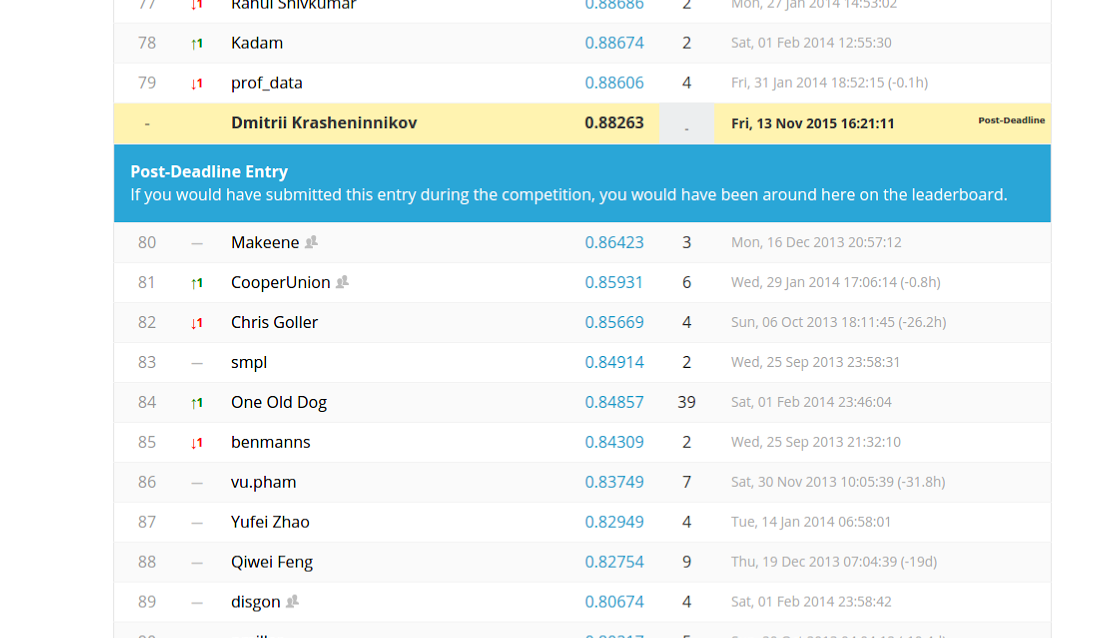 77 ↓1 Rahul Shivkumar 0.88686 2 Mon, 27 Jan 2014 14:53:02
78 ↑1 Kadam 0.88674 2 Sat, 01 Feb 2014 12:55:30
79 ↓1 prof_data 0.88606 4 Fri, 31 Jan 2014 18:52:15 (-0.1h)
- Dmitrii Krasheninnikov 0.88263 - Fri, 13 Nov 2015 16:21:11 Post-Deadline
Post-Deadline Entry
If you would have submitted this entry during the competition, you would have been around here on the leaderboard.
80 — Makeene 0.86423 3 Mon, 16 Dec 2013 20:57:12
81 ↑1 CooperUnion 0.85931 6 Wed, 29 Jan 2014 17:06:14 (-0.8h)
82 ↓1 Chris Goller 0.85669 4 Sun, 06 Oct 2013 18:11:45 (-26.2h)
83 — smpl 0.84914 2 Wed, 25 Sep 2013 23:58:31
84 ↑1 One Old Dog 0.84857 39 Sat, 01 Feb 2014 23:46:04
85 ↓1 benmanns 0.84309 2 Wed, 25 Sep 2013 21:32:10
86 — vu.pham 0.83749 7 Sat, 30 Nov 2013 10:05:39 (-31.8h)
87 — Yufei Zhao 0.82949 4 Tue, 14 Jan 2014 06:58:01
88 — Qiwei Feng 0.82754 9 Thu, 19 Dec 2013 07:04:39 (-19d)
89 — disgon 0.80674 4 Sat, 01 Feb 2014 23:58:42